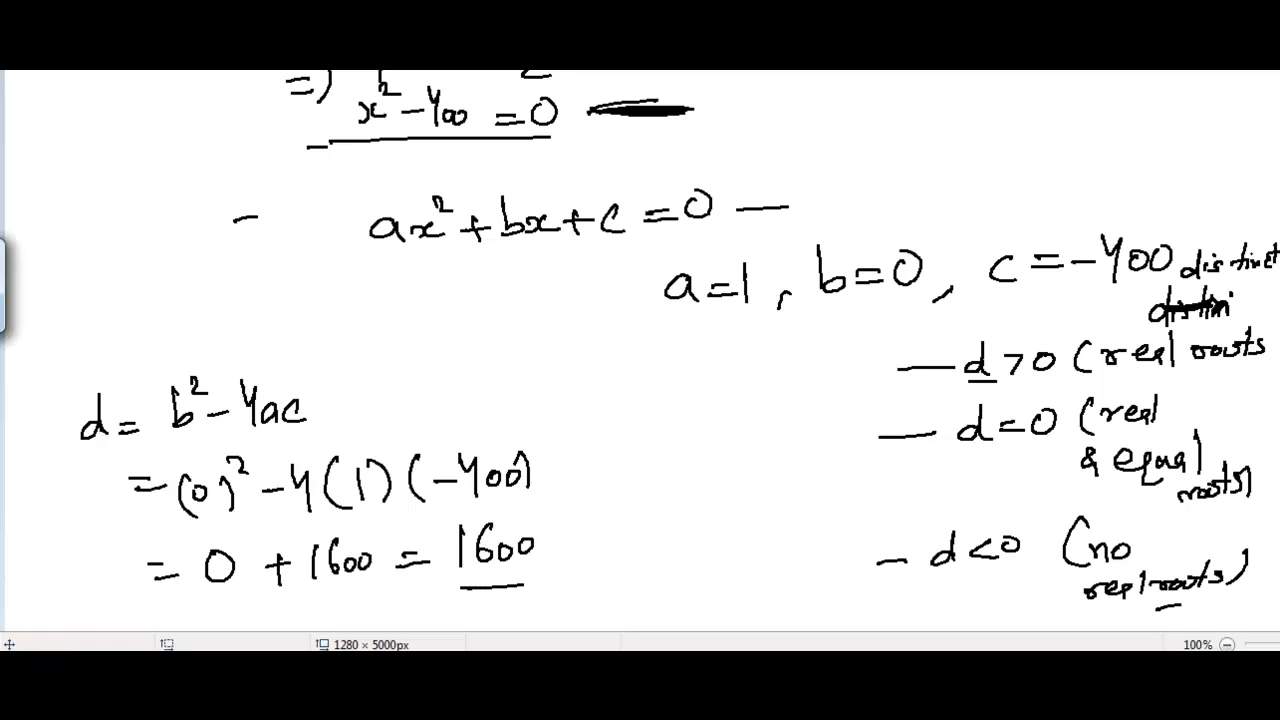 =)
x² - 400 = 0
- ax² + bx + c = 0 —
a=1, b=0, c=-400
distinct
— d>0 (real roots
— d=0 (real
& equal
roots)
- d<0 (no
real roots)
d = b² - 4ac
= (0)² - 4(1)(-400)
= 0 + 1600 = 1600
1280 × 5000px
100%